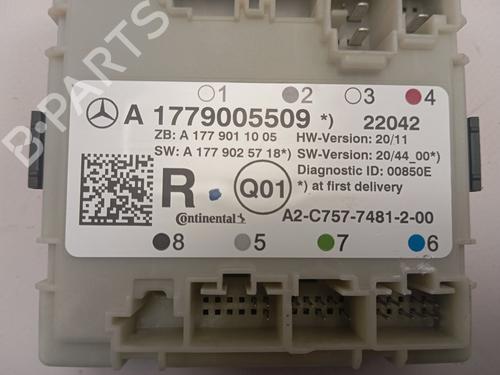 B-PARTS
1 2 3 4
A 1779005509 *) 22042
ZB: A 177 901 10 05 HW-Version: 20/11
SW: A 177 902 57 18*) SW-Version: 20/44_00*)
Diagnostic ID: 00850E
R Q01 *) at first delivery
Continental A2-C757-7481-2-00
8 5 7 6